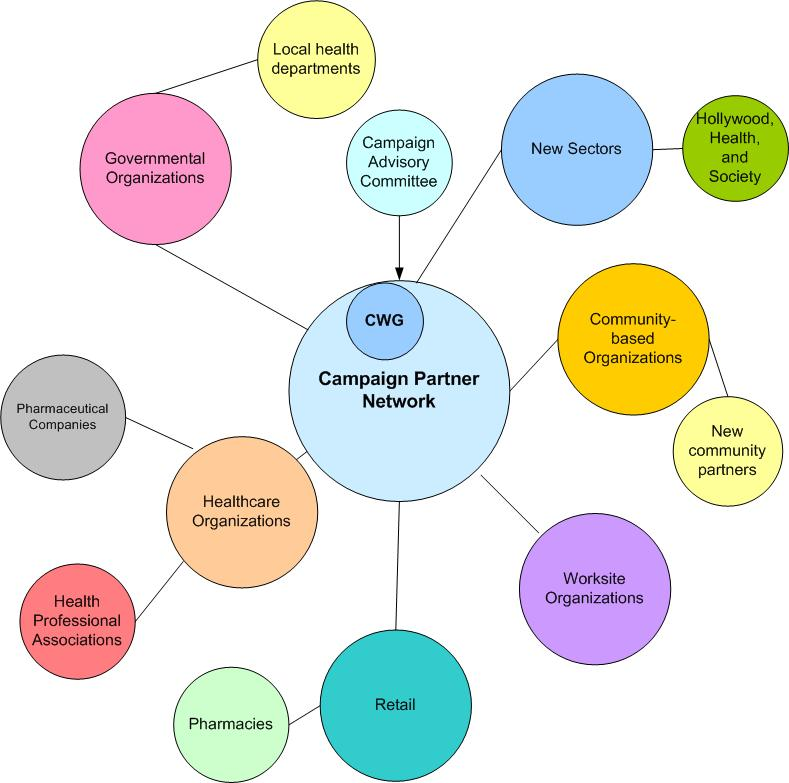 Local health
departments
Governmental
Organizations
Campaign
Advisory
Committee
New Sectors
Hollywood,
Health,
and
Society
CWG
Campaign Partner
Network
Community-
based
Organizations
New
community
partners
Pharmaceutical
Companies
Healthcare
Organizations
Health
Professional
Associations
Worksite
Organizations
Retail
Pharmacies